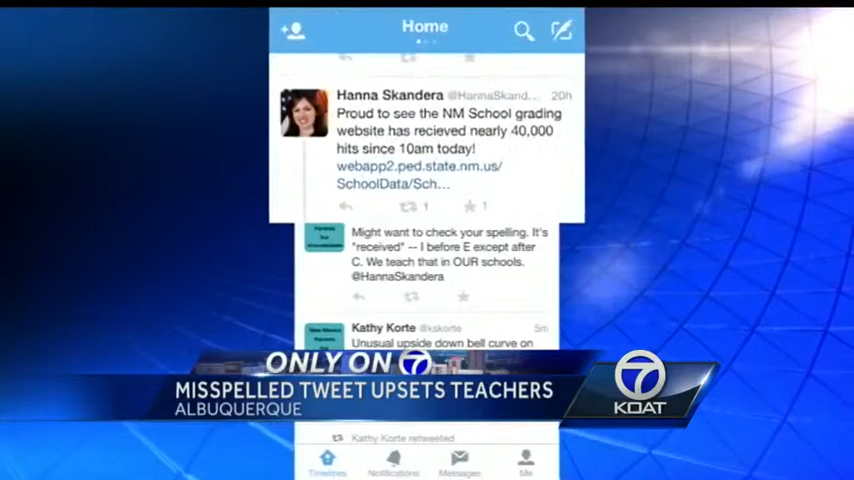 Home
Hanna Skandera @HannaSkand... 20h
Proud to see the NM School grading
website has recieved nearly 40,000
hits since 10am today!
webapp2.ped.state.nm.us/
SchoolData/Sch...
1
1
Might want to check your spelling. It's
"received" -- I before E except after
C. We teach that in OUR schools.
@HannaSkandera
Kathy Korte @kskorte 5m
Unusual upside down bell curve on
ONLY ON 7
MISSPELLED TWEET UPSETS TEACHERS
ALBUQUERQUE
7
KOAT
Kathy Korte retweeted
Timelines Notifications Messages Me